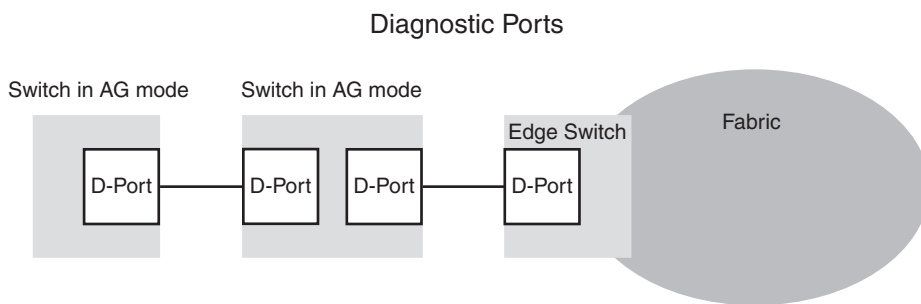 Diagnostic Ports
Switch in AG mode
Switch in AG mode
Edge Switch
Fabric
D-Port
D-Port
D-Port
D-Port